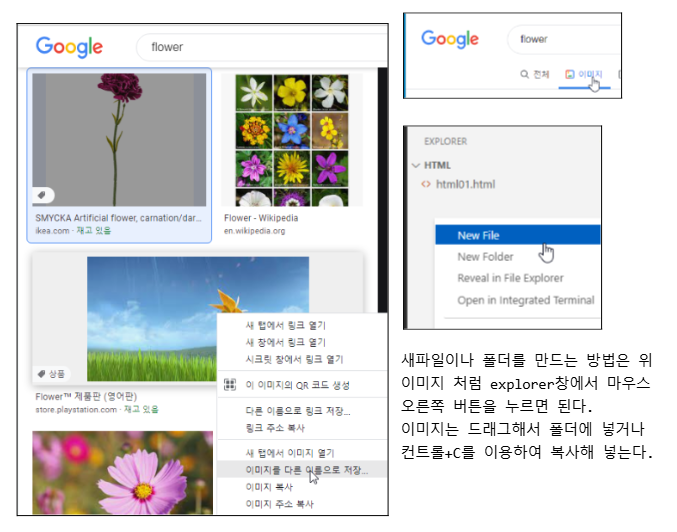 Google
flower
SMYCKA Artificial flower, carnation/dar...
ikea.com · 재고 있음
Flower - Wikipedia
en.wikipedia.org
상품
Flower™ 제품판 (영어판)
store.playstation.com · 재고 있음
새 탭에서 링크 열기
새 창에서 링크 열기
시크릿 창에서 링크 열기
이 이미지의 QR 코드 생성
다른 이름으로 링크 저장...
링크 주소 복사
새 탭에서 이미지 열기
이미지를 다른 이름으로 저장...
이미지 복사
이미지 주소 복사
Google
flower
전체 이미지
EXPLORER
HTML
html01.html
New File
New Folder
Reveal in File Explorer
Open in Integrated Terminal
새파일이나 폴더를 만드는 방법은 위
이미지 처럼 explorer창에서 마우스
오른쪽 버튼을 누르면 된다.
이미지는 드래그해서 폴더에 넣거나
컨트롤+C를 이용하여 복사해 넣는다.